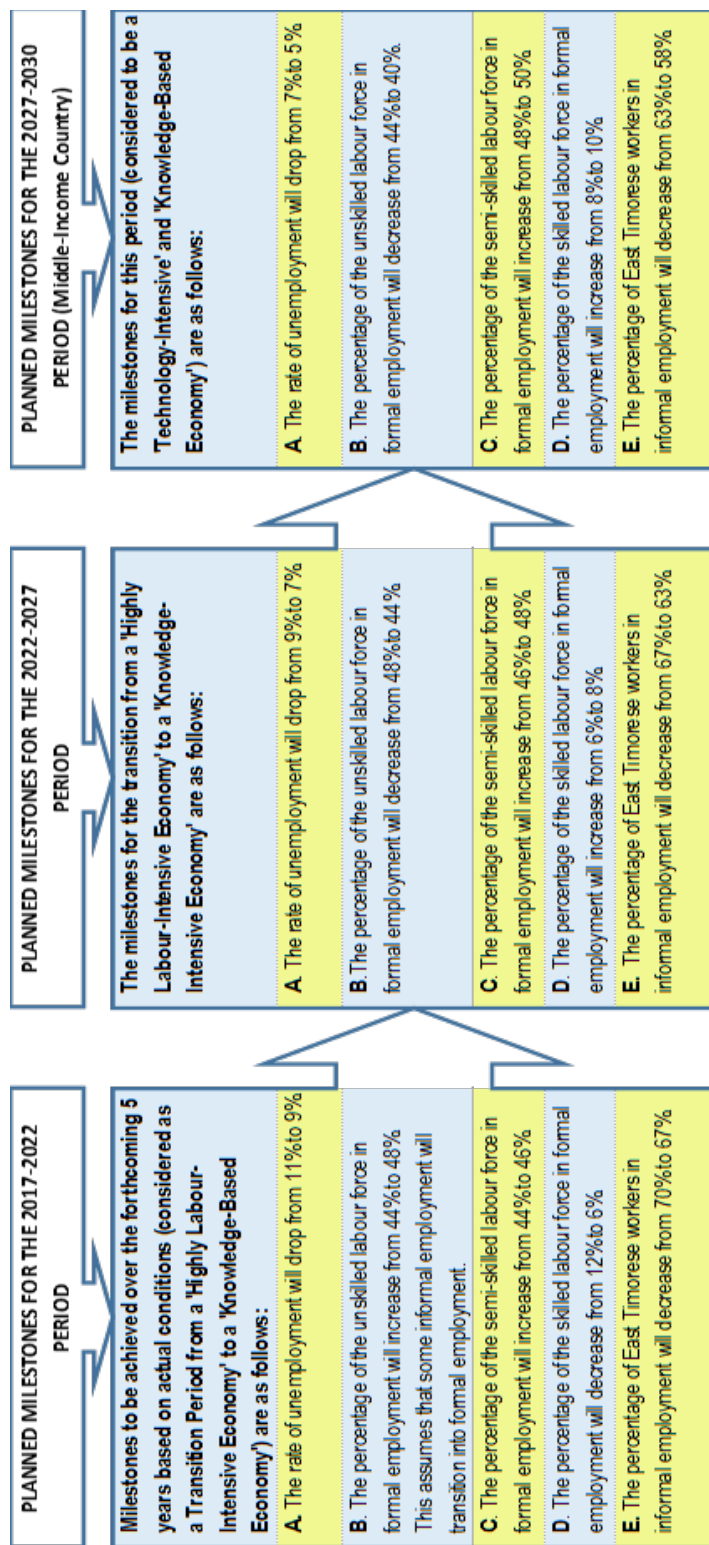 PLANNED MILESTONES FOR THE 2017-2022
PERIOD
Milestones to be achieved over the forthcoming 5
years based on actual conditions (considered as
a Transition Period from a 'Highly Labour-
Intensive Economy' to a 'Knowledge-Based
Economy') are as follows:
A. The rate of unemployment will drop from 11%to 9%
B. The percentage of the unskilled labour force in
formal employment will increase from 44%to 48%
This assumes that some informal employment will
transition into formal employment.
C. The percentage of the semi-skilled labour force in
formal employment will increase from 44%to 46%
D. The percentage of the skilled labour force in formal
employment will decrease from 12%to 6%
E. The percentage of East Timorese workers in
informal employment will decrease from 70%to 67%
PLANNED MILESTONES FOR THE 2022-2027
PERIOD
The milestones for the transition from a 'Highly
Labour-Intensive Economy' to a 'Knowledge-
Intensive Economy' are as follows:
A. The rate of unemployment will drop from 9%to 7%
B.The percentage of the unskilled labour force in
formal employment will decrease from 48%to 44%
C. The percentage of the semi-skilled labour force in
formal employment will increase from 46%to 48%
D. The percentage of the skilled labour force in formal
employment will increase from 6%to 8%
E. The percentage of East Timorese workers in
informal employment will decrease from 67%to 63%
PLANNED MILESTONES FOR THE 2027-2030
PERIOD (Middle-Income Country)
The milestones for this period (considered to be a
'Technology-Intensive' and 'Knowledge-Based
Economy') are as follows:
A. The rate of unemployment will drop from 7%to 5%
B. The percentage of the unskilled labour force in
formal employment will decrease from 44%to 40%.
C. The percentage of the semi-skilled labour force in
formal employment will increase from 48%to 50%
D. The percentage of the skilled labour force in formal
employment will increase from 8%to 10%
E. The percentage of East Timorese workers in
informal employment will decrease from 63%to 58%